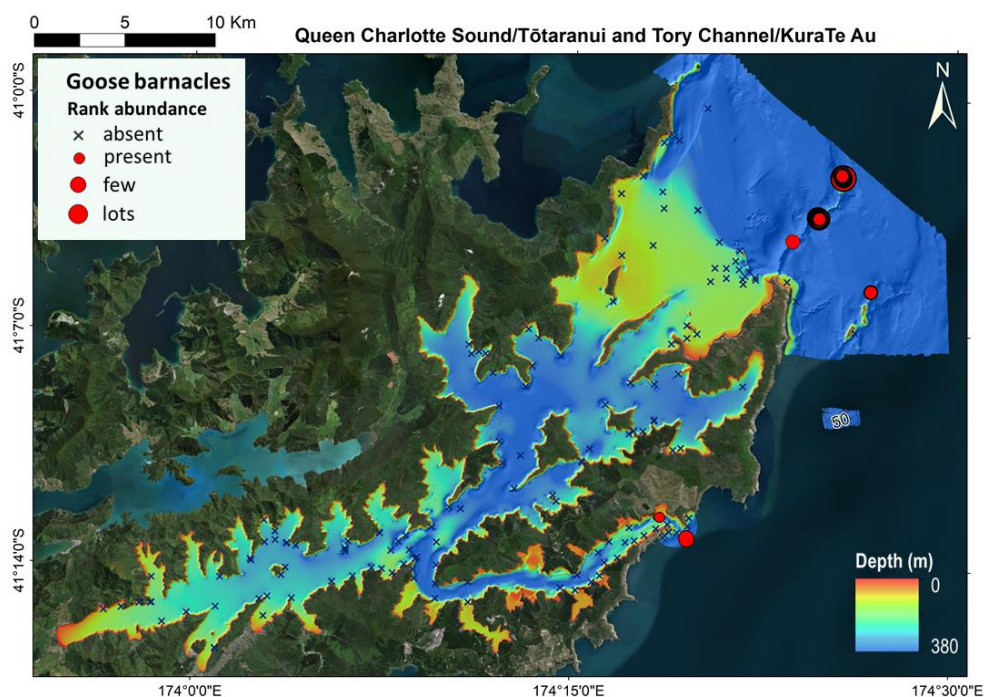 0 5 10 Km
Queen Charlotte Sound/Tōtaranui and Tory Channel/KuraTe Au
Goose barnacles
Rank abundance
absent
present
few
lots
N
41°0'0"S
41°7'0"S
41°14'0"S
50
Depth (m)
0
380
174°0'0"E 174°15'0"E 174°30'0"E